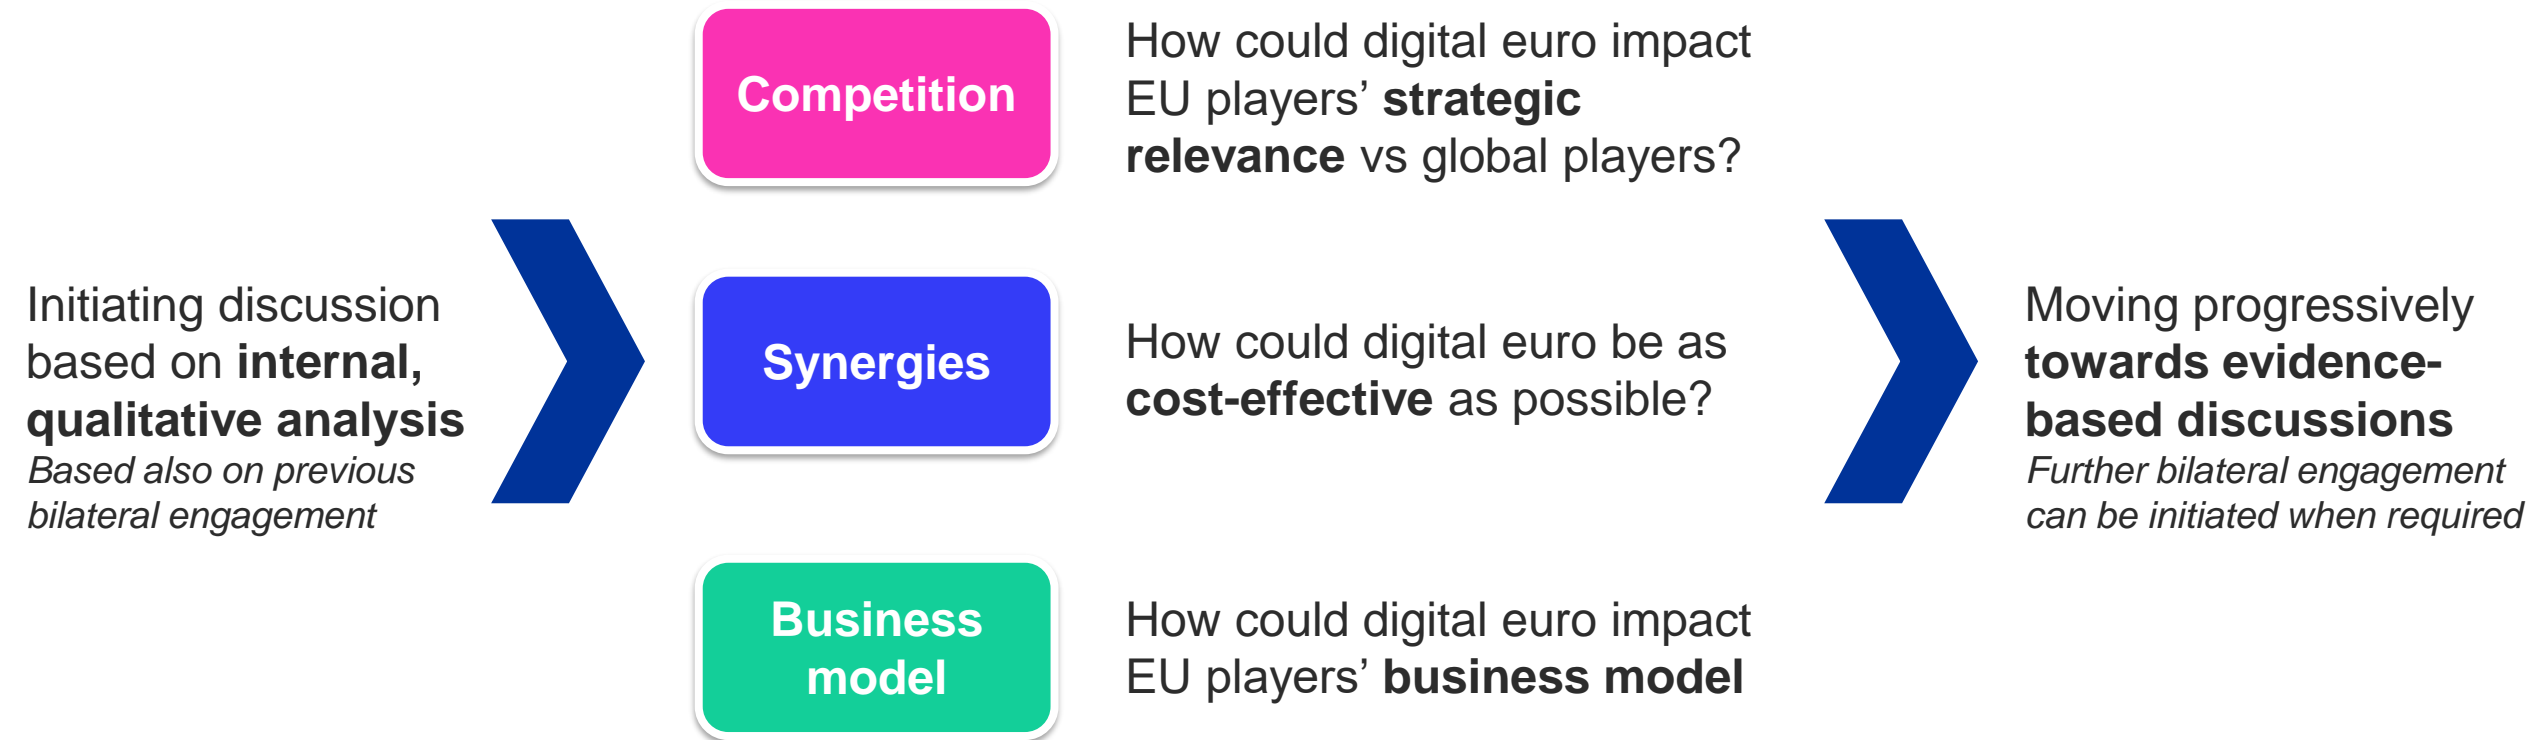 Initiating discussion
based on internal,
qualitative analysis
Based also on previous
bilateral engagement
Competition
How could digital euro impact
EU players’ strategic
relevance vs global players?
Synergies
How could digital euro be as
cost-effective as possible?
Business
model
How could digital euro impact
EU players’ business model
Moving progressively
towards evidence-
based discussions
Further bilateral engagement
can be initiated when required